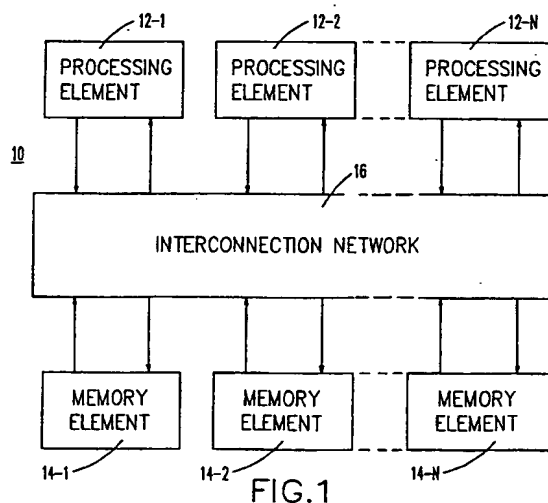 12-1 12-2 12-N
PROCESSING ELEMENT
PROCESSING ELEMENT
PROCESSING ELEMENT
10
16
INTERCONNECTION NETWORK
MEMORY ELEMENT
MEMORY ELEMENT
MEMORY ELEMENT
14-1 14-2 14-N
FIG.1